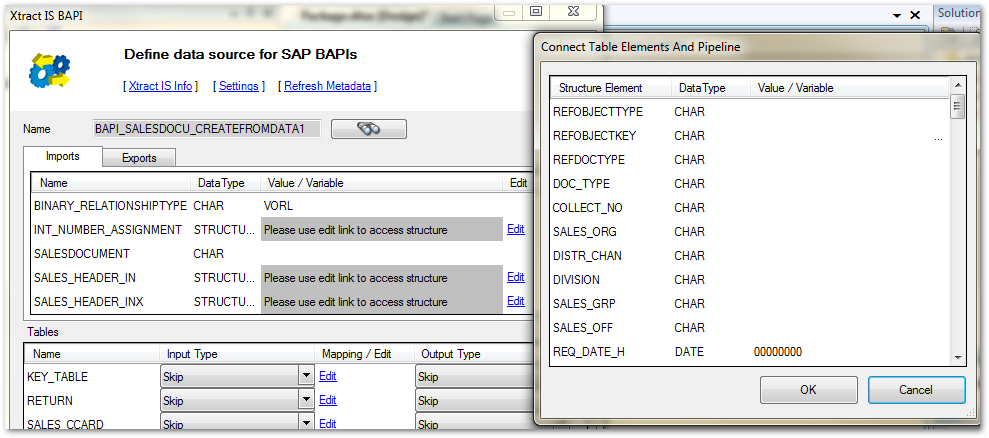 Xtract IS BAPI
Define data source for SAP BAPIs
[ Xtract IS Info ] [ Settings ] [ Refresh Metadata ]
Name BAPI_SALESDOCU_CREATEFROMDATA1
Imports Exports
Name DataType Value / Variable Edit
BINARY_RELATIONSHIPTYPE CHAR VORL
INT_NUMBER_ASSIGNMENT STRUCTU... Please use edit link to access structure Edit
SALESDOCUMENT CHAR
SALES_HEADER_IN STRUCTU... Please use edit link to access structure Edit
SALES_HEADER_INX STRUCTU... Please use edit link to access structure Edit
Tables
Name Input Type Mapping / Edit Output Type
KEY_TABLE Skip Edit Skip
RETURN Skip Edit Skip
SALES_CCARD Skip Edit Skip
Solution
Connect Table Elements And Pipeline
Structure Element DataType Value / Variable
REFOBJECTTYPE CHAR
REFOBJECTKEY CHAR ...
REFDOCTYPE CHAR
DOC_TYPE CHAR
COLLECT_NO CHAR
SALES_ORG CHAR
DISTR_CHAN CHAR
DIVISION CHAR
SALES_GRP CHAR
SALES_OFF CHAR
REQ_DATE_H DATE 00000000
OK Cancel